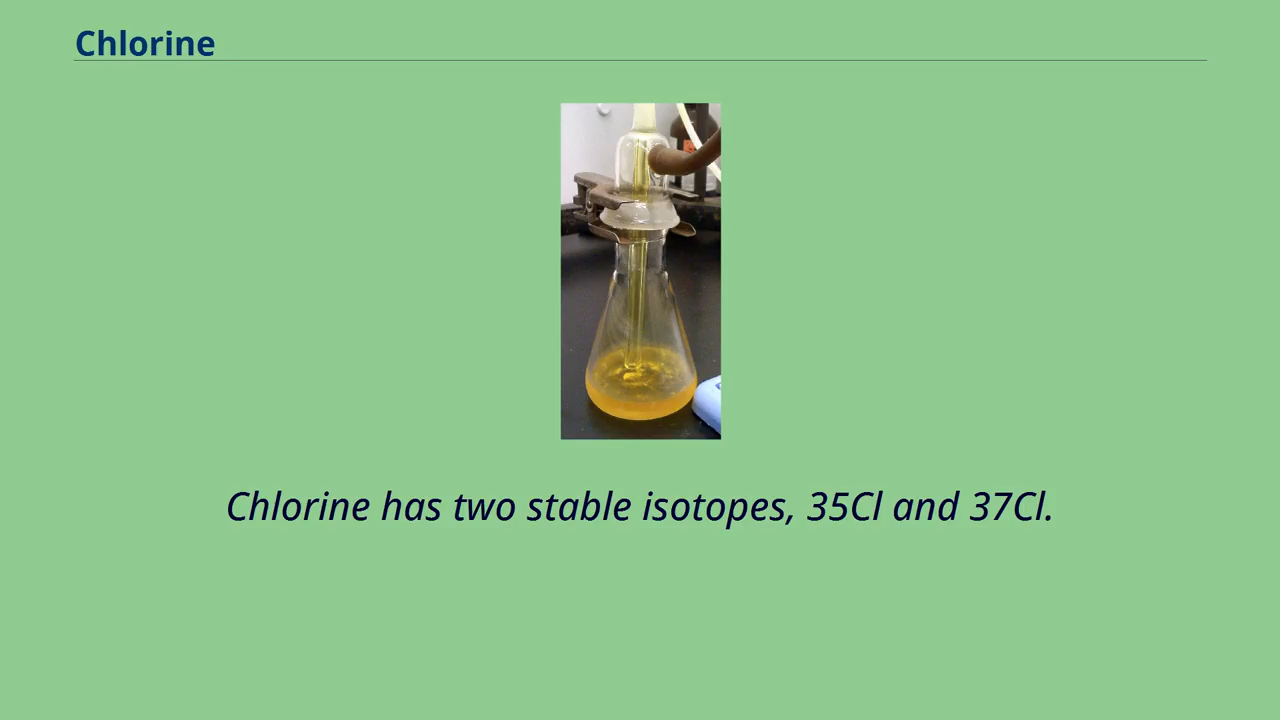 Chlorine
Chlorine has two stable isotopes, 35Cl and 37Cl.